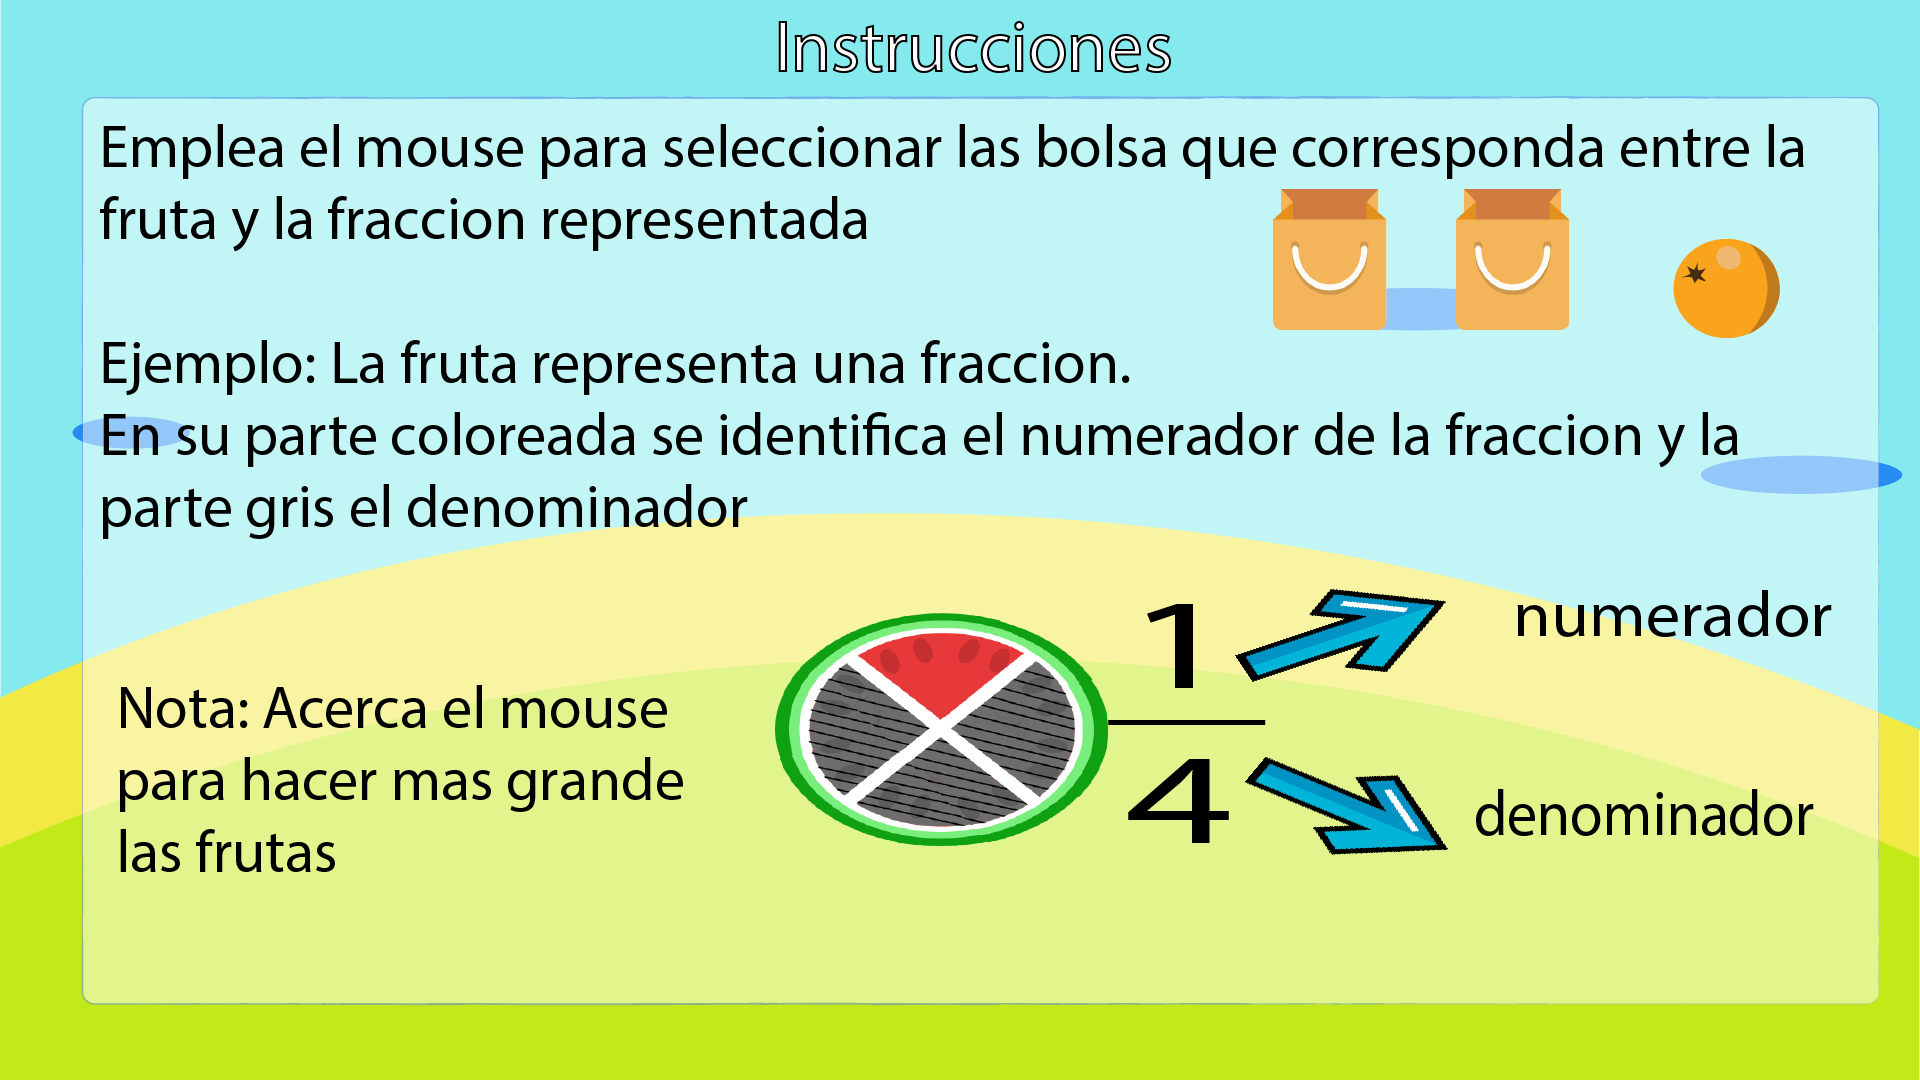 Instrucciones
Emplea el mouse para seleccionar las bolsa que corresponda entre la
fruta y la fraccion representada
Ejemplo: La fruta representa una fraccion.
En su parte coloreada se identifica el numerador de la fraccion y la
parte gris el denominador
1
numerador
4
denominador
Nota: Acerca el mouse
para hacer mas grande
las frutas